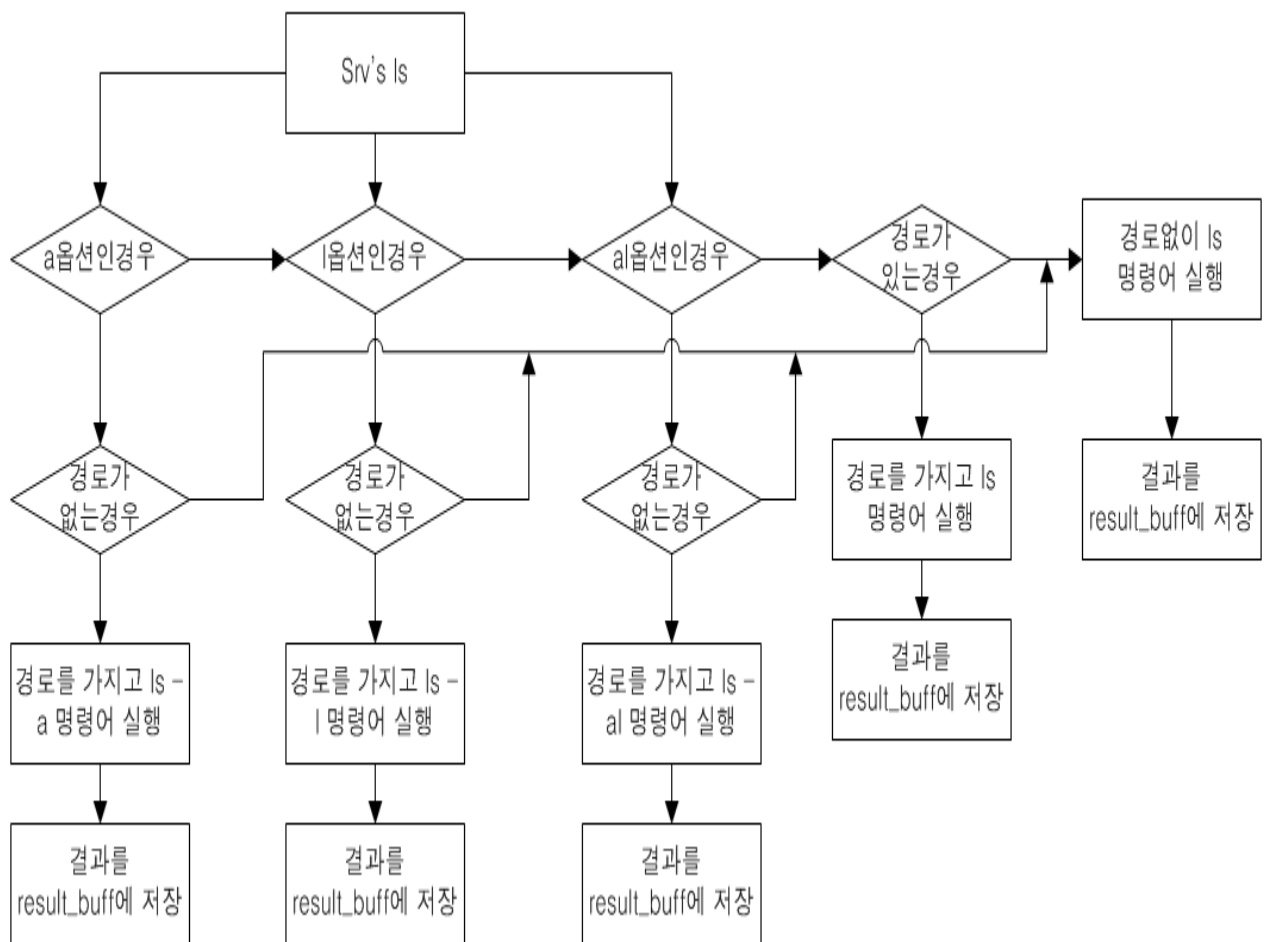 Srv's ls
a옵션인경우
l옵션인경우
al옵션인경우
경로가
있는경우
경로없이 ls
명령어 실행
경로가
없는경우
경로가
없는경우
경로가
없는경우
경로를 가지고 ls
명령어 실행
결과를
result_buff에 저장
경로를 가지고 ls –
a 명령어 실행
경로를 가지고 ls –
l 명령어 실행
경로를 가지고 ls –
al 명령어 실행
결과를
result_buff에 저장
결과를
result_buff에 저장
결과를
result_buff에 저장
결과를
result_buff에 저장